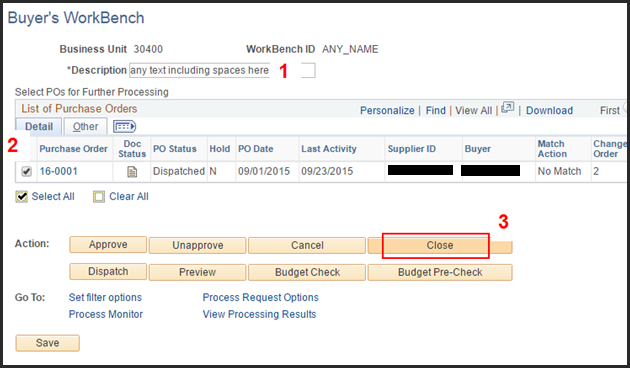 Buyer's WorkBench
Business Unit 30400 WorkBench ID ANY_NAME
*Description any text including spaces here 1
Select POs for Further Processing
List of Purchase Orders Personalize | Find | View All | Download First
Detail Other
2 Purchase Order Doc Status PO Status Hold PO Date Last Activity Supplier ID Buyer Match Action Change Order
16-0001 Dispatched N 09/01/2015 09/23/2015 No Match 2
Select All Clear All
3
Action: Approve Unapprove Cancel Close
Dispatch Preview Budget Check Budget Pre-Check
Go To: Set filter options Process Request Options
Process Monitor View Processing Results
Save